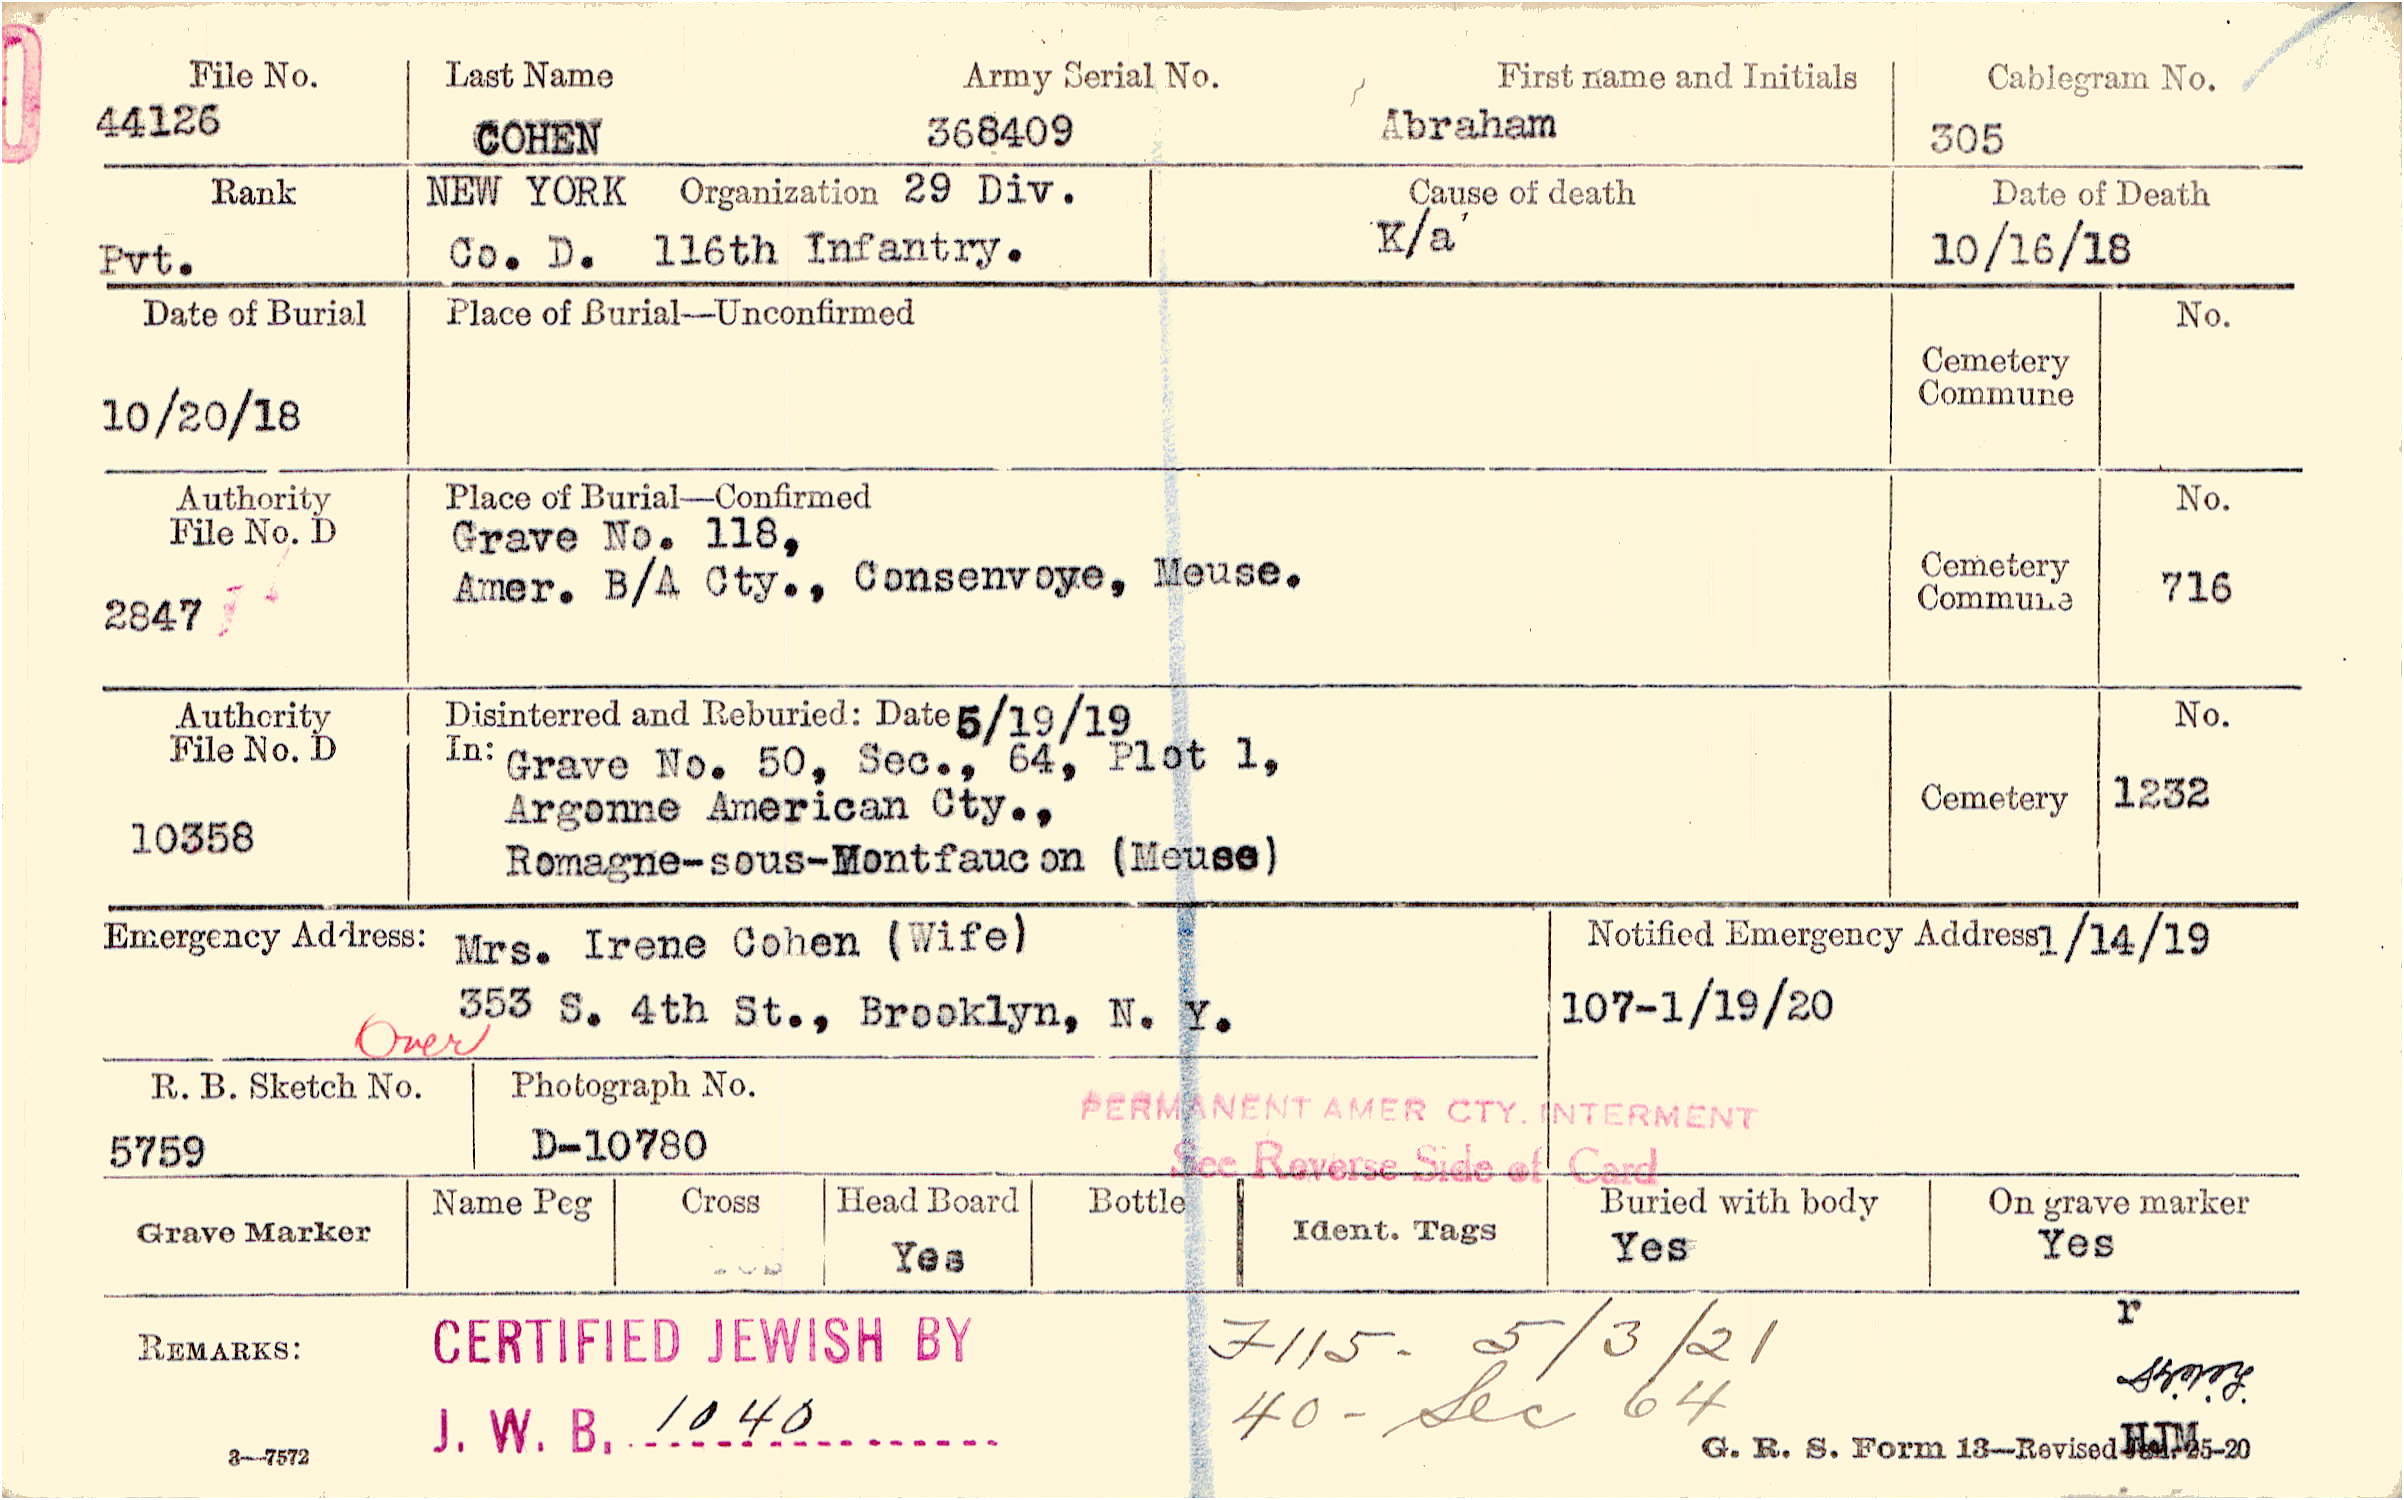 File No. Last Name Army Serial No. First name and Initials Cablegram No.
44126 COHEN 368409 Abraham 305
Rank NEW YORK Organization 29 Div. Cause of death Date of Death
Pvt. Co. D. 116th Infantry. K/a 10/16/18
Date of Burial Place of Burial—Unconfirmed No.
Cemetery
Commune
10/20/18
Authority Place of Burial—Confirmed No.
File No. D Grave No. 118,
Amer. B/A Cty., Consenvoye, Meuse. Cemetery
2847 Commune 716
Authority Disinterred and Reburied: Date 5/19/19 No.
File No. D In: Grave No. 50, Sec., 64, Plot 1,
Argonne American Cty., Cemetery 1232
10358 Romagne-sous-Montfaucon (Meuse)
Emergency Address: Mrs. Irene Cohen (Wife) Notified Emergency Address 1/14/19
353 S. 4th St., Brooklyn, N. Y. 107-1/19/20
Over
R. B. Sketch No. Photograph No.
PERMANENT AMER CTY. INTERMENT
5759 D-10780
See Reverse Side of Card
Grave Marker Name Peg Cross Head Board Bottle Ident. Tags Buried with body On grave marker
Yes Yes Yes
r
REMARKS: CERTIFIED JEWISH BY 7115- 5/3/21
J. W. B. 1040 40 - Sec 64
HJM
3—7572 G. R. S. Form 13—Revised Jan. 25-20